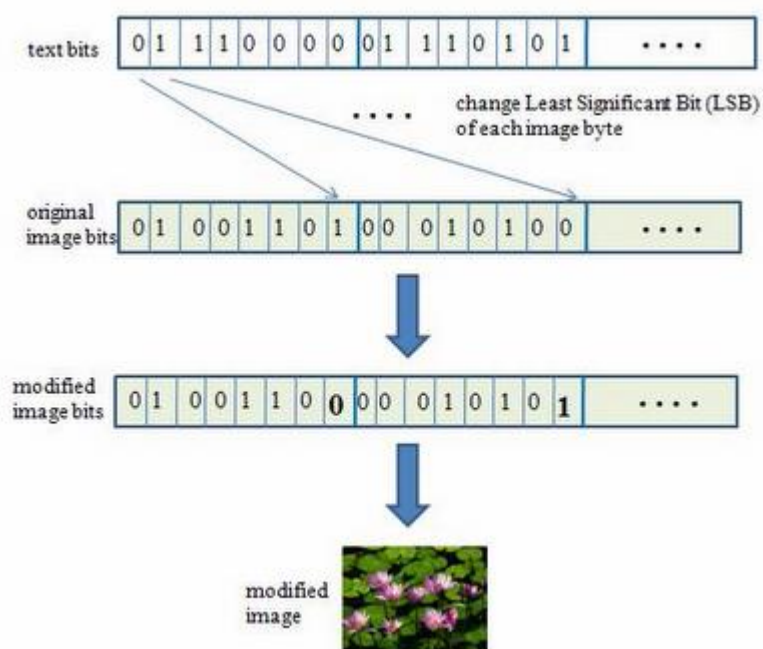 text bits 0 1 1 1 0 0 0 0 0 1 1 1 0 1 0 1 ....
.... change Least Significant Bit (LSB)
of each image byte
original
image bits 0 1 0 0 1 1 0 1 0 0 0 1 0 1 0 0 ....
modified
image bits 0 1 0 0 1 1 0 0 0 0 0 1 0 1 0 1 ....
modified
image